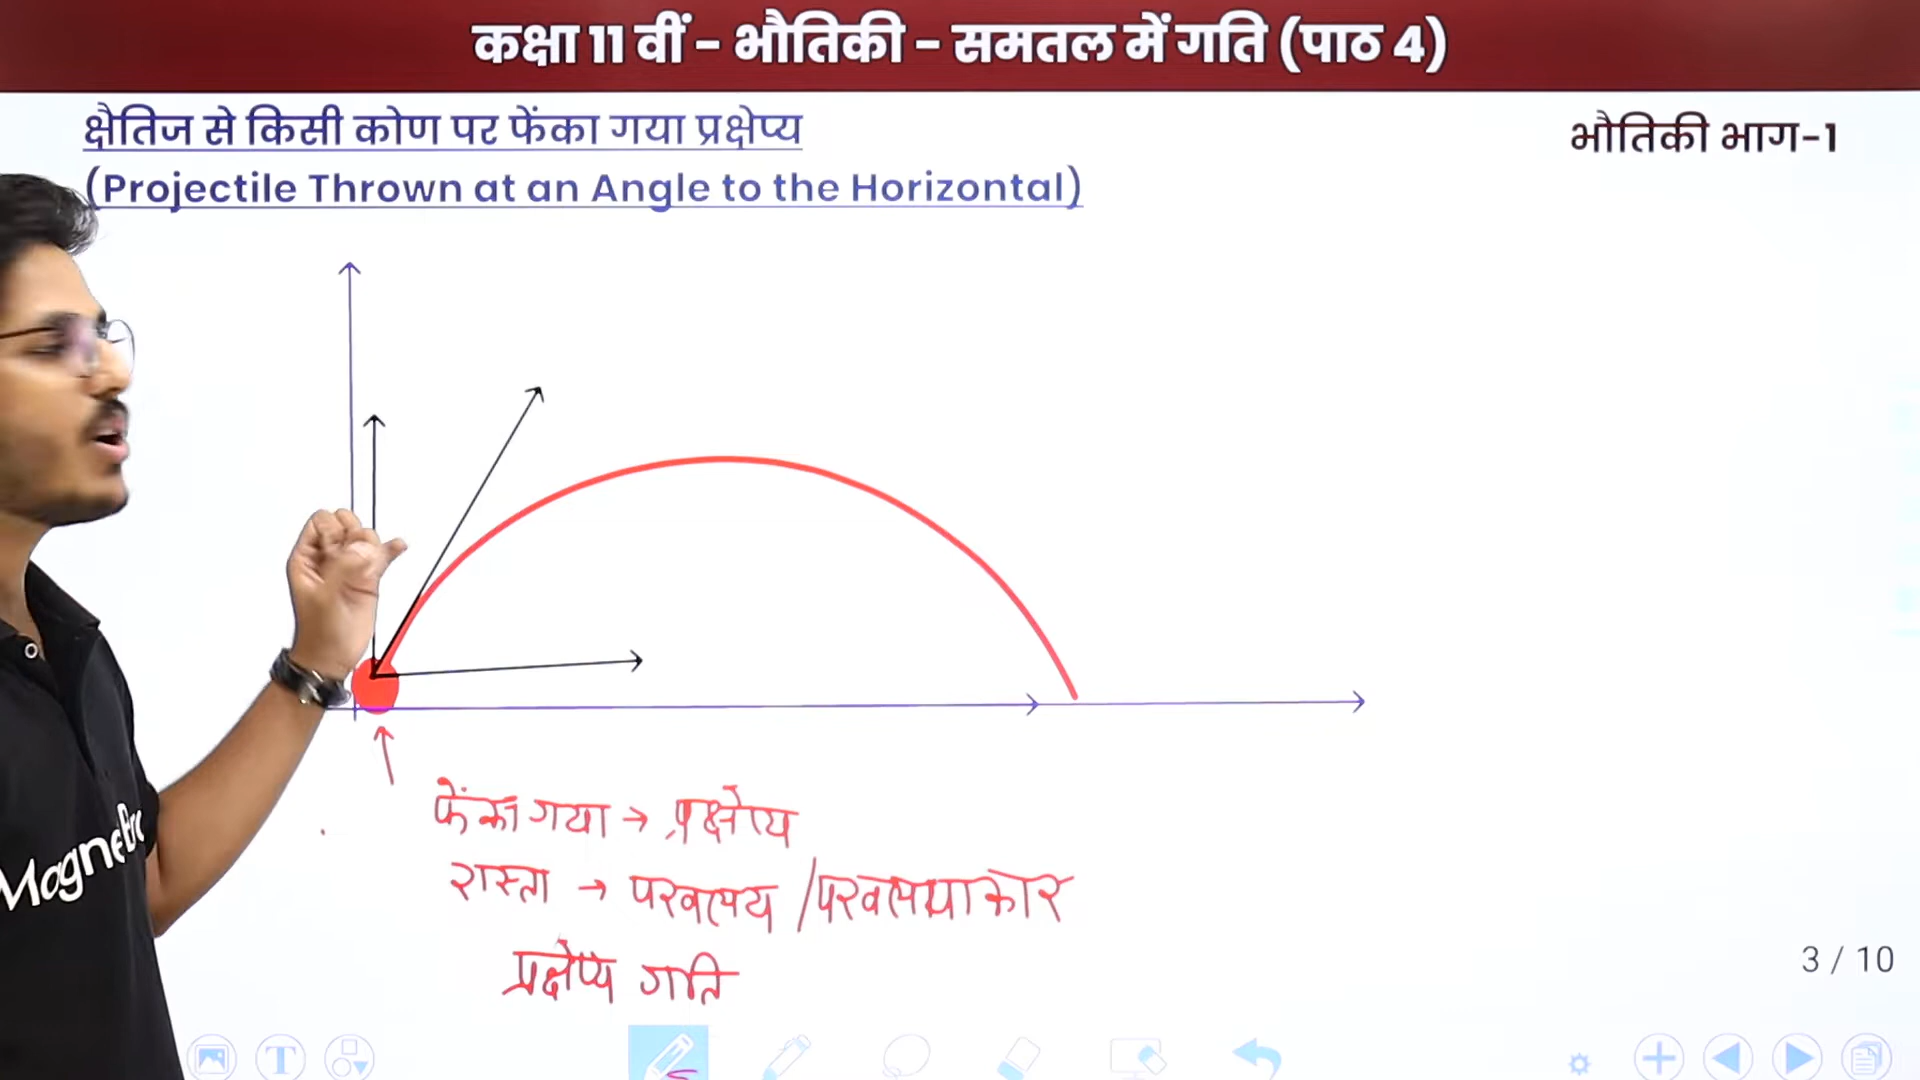 कक्षा 11 वीं - भौतिकी - समतल में गति (पाठ 4)
क्षैतिज से किसी कोण पर फेंका गया प्रक्षेप्य
भौतिकी भाग-1
(Projectile Thrown at an Angle to the Horizontal)
फेंका गया → प्रक्षेप्य
रास्ता → परवलय / परवलयाकार
प्रक्षेप्य गति
3 / 10
T